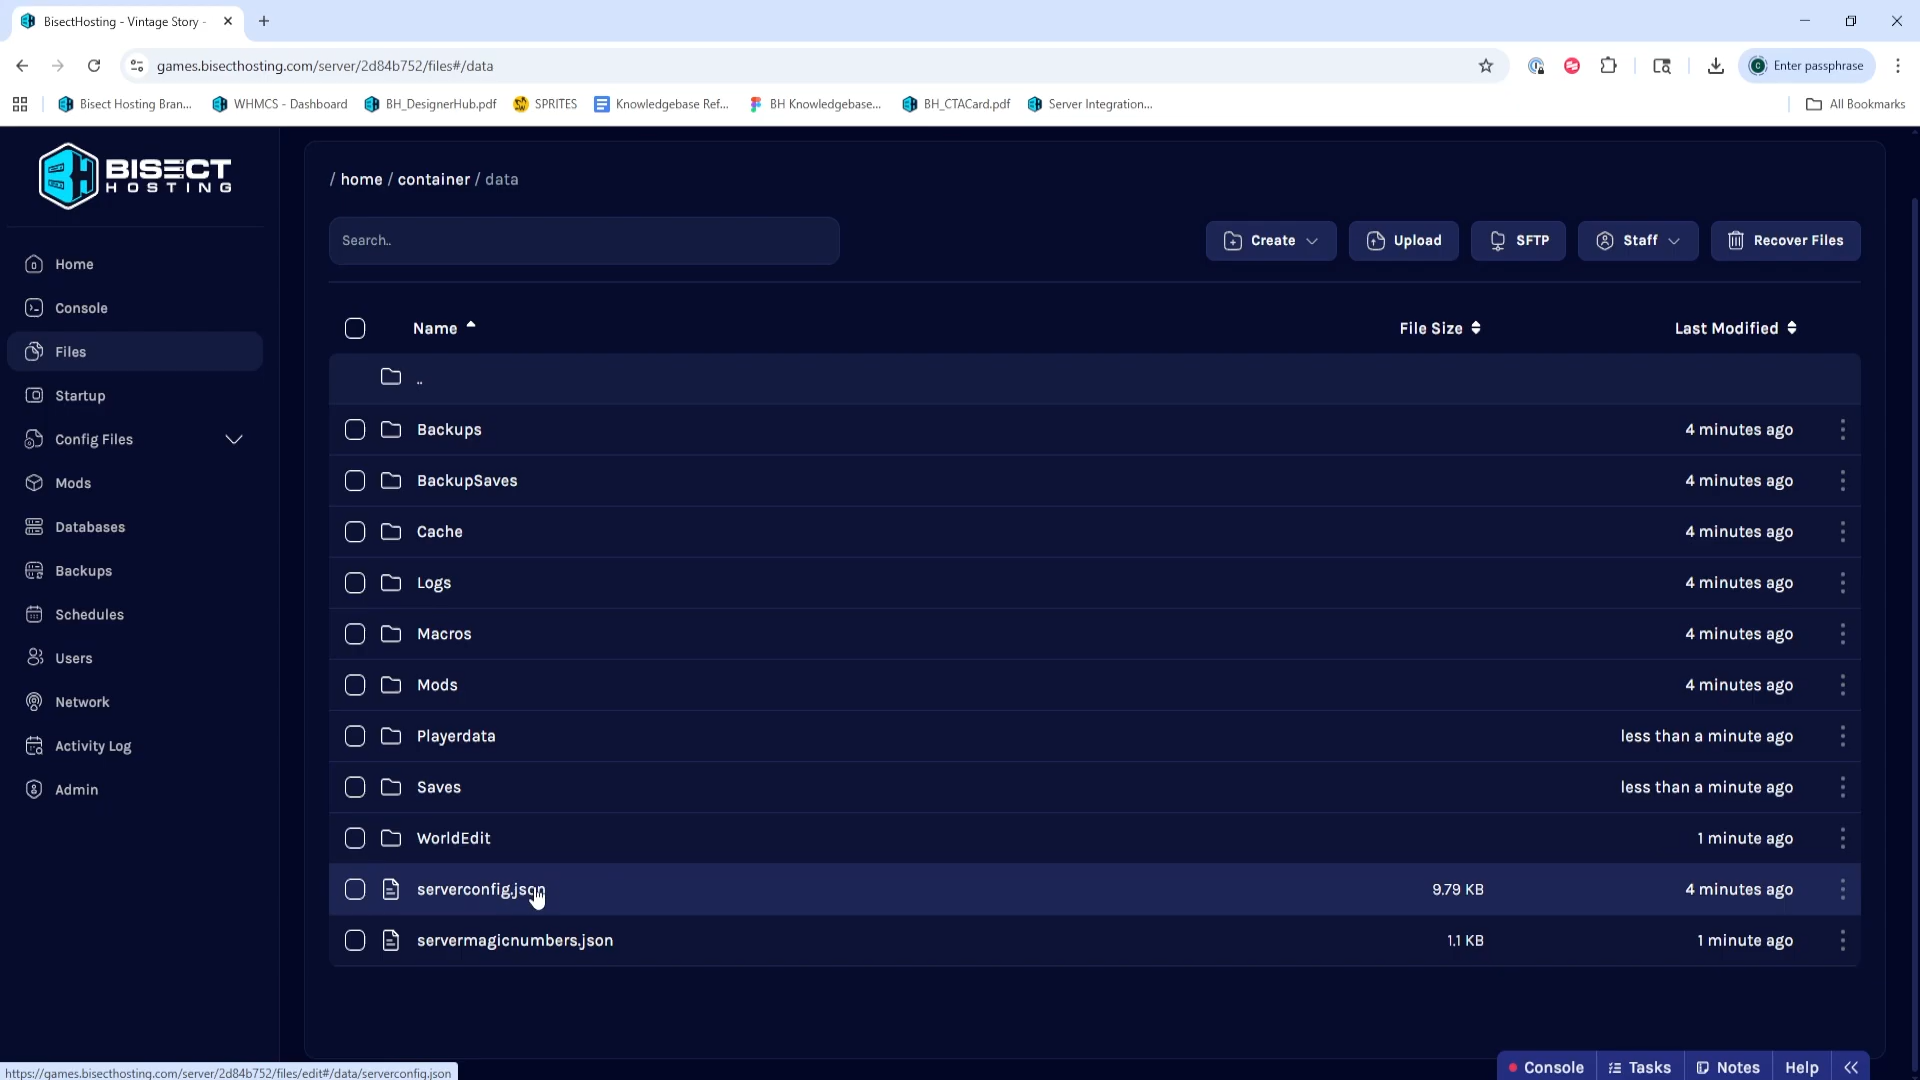 BisectHosting - Vintage Story -
games.bisecthosting.com/server/2d84b752/files#/data
Enter passphrase
Bisect Hosting Bran...
WHMCS - Dashboard
BH_DesignerHub.pdf
SPRITES
Knowledgebase Ref...
BH Knowledgebase...
BH_CTACard.pdf
Server Integration...
All Bookmarks
BISECT
HOSTING
Home
Console
Files
Startup
Config Files
Mods
Databases
Backups
Schedules
Users
Network
Activity Log
Admin
/ home / container / data
Search..
Create
Upload
SFTP
Staff
Recover Files
Name
File Size
Last Modified
..
Backups
4 minutes ago
BackupSaves
4 minutes ago
Cache
4 minutes ago
Logs
4 minutes ago
Macros
4 minutes ago
Mods
4 minutes ago
Playerdata
less than a minute ago
Saves
less than a minute ago
WorldEdit
1 minute ago
serverconfig.json
9.79 KB
4 minutes ago
servermagicnumbers.json
1.1 KB
1 minute ago
https://games.bisecthosting.com/server/2d84b752/files/edit#/data/serverconfig.json
Console
Tasks
Notes
Help